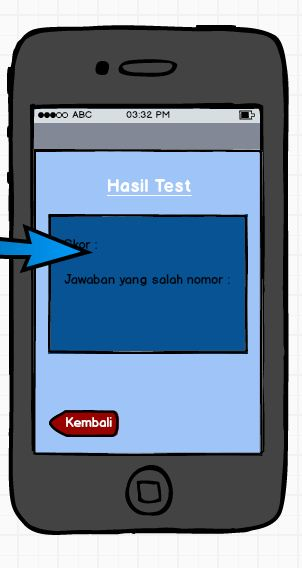 ABC 03:32 PM
Hasil Test
Skor :
Jawaban yang salah nomor :
Kembali